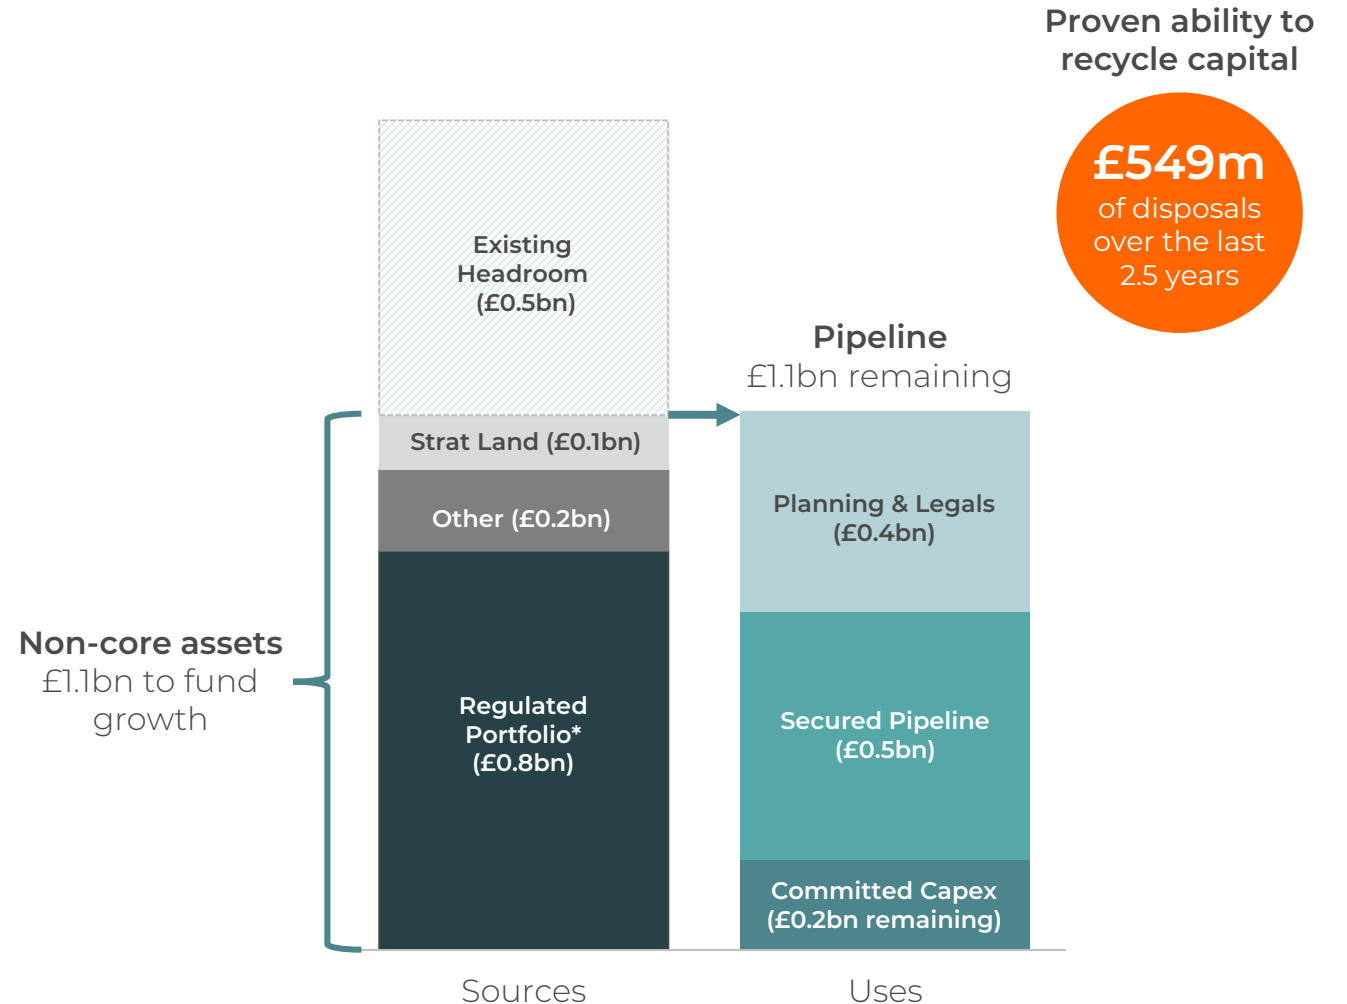 Proven ability to
recycle capital
£549m
of disposals
over the last
2.5 years
Existing
Headroom
(£0.5bn)
Pipeline
£1.1bn remaining
Strat Land (£0.1bn)
Other (£0.2bn)
Planning & Legals
(£0.4bn)
Non-core assets
£1.1bn to fund
growth
Regulated
Portfolio*
(£0.8bn)
Secured Pipeline
(£0.5bn)
Committed Capex
(£0.2bn remaining)
Sources
Uses